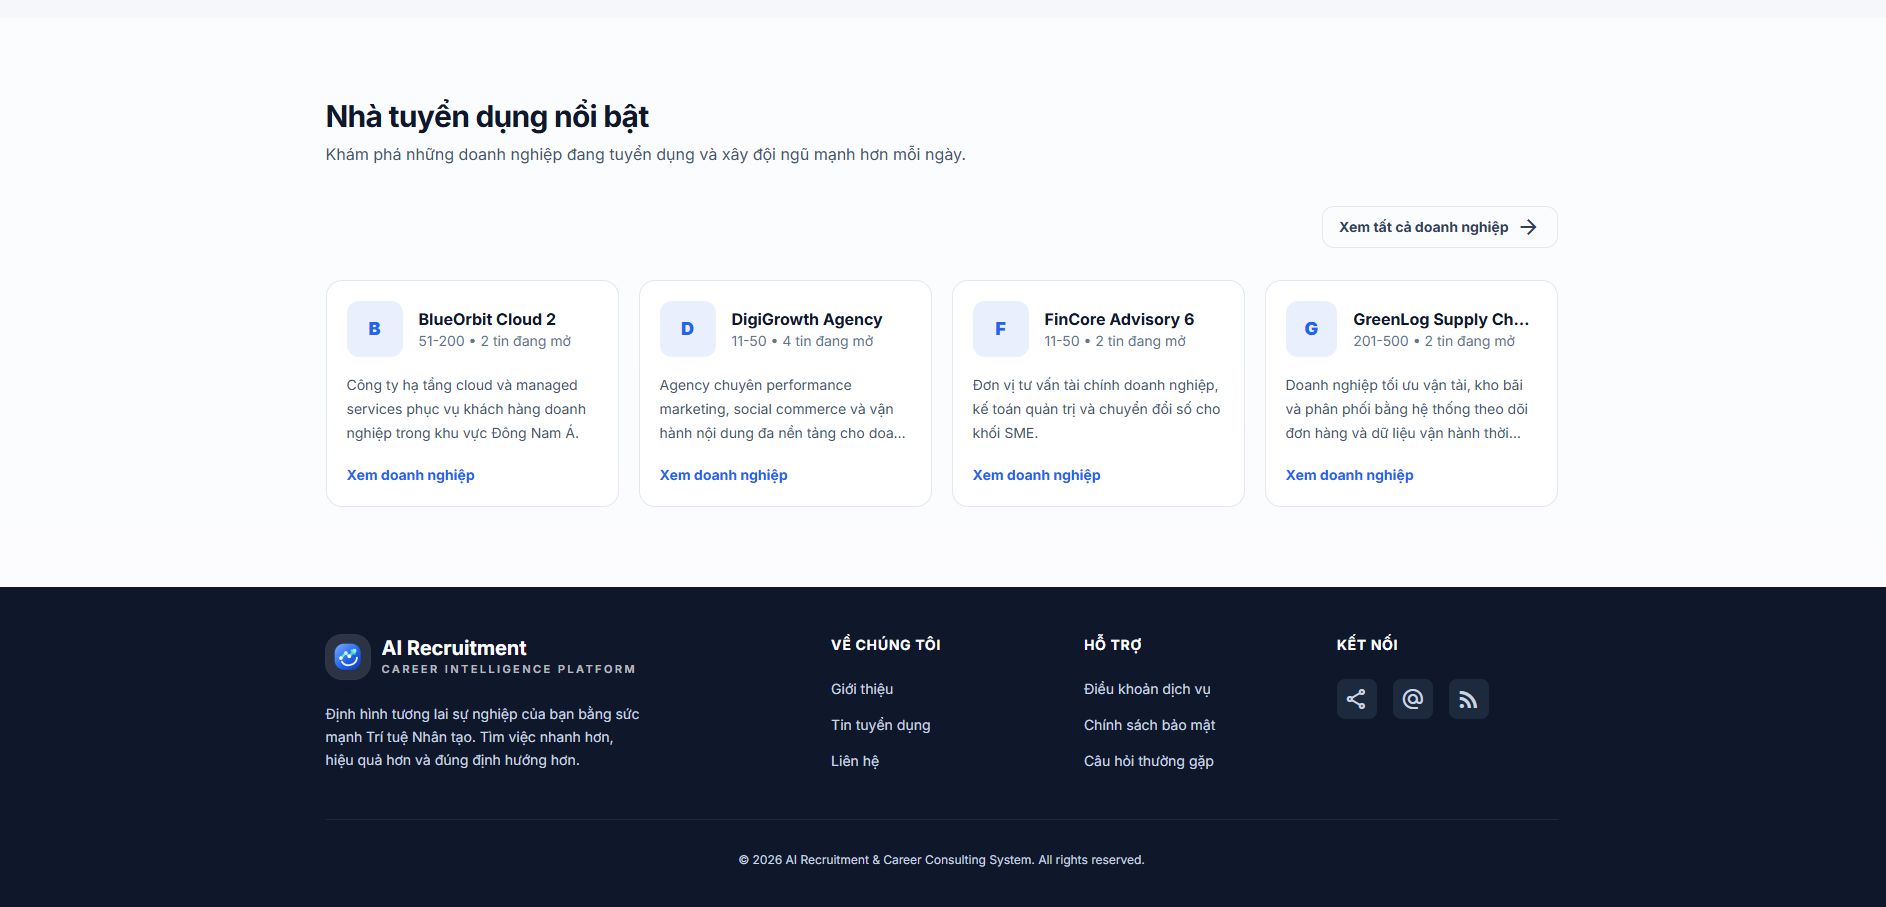 Nhà tuyển dụng nổi bật
Khám phá những doanh nghiệp đang tuyển dụng và xây đội ngũ mạnh hơn mỗi ngày.
Xem tất cả doanh nghiệp
B
BlueOrbit Cloud 2
51-200 • 2 tin đang mở
Công ty hạ tầng cloud và managed
services phục vụ khách hàng doanh
nghiệp trong khu vực Đông Nam Á.
Xem doanh nghiệp
D
DigiGrowth Agency
11-50 • 4 tin đang mở
Agency chuyên performance
marketing, social commerce và vận
hành nội dung đa nền tảng cho doa...
Xem doanh nghiệp
F
FinCore Advisory 6
11-50 • 2 tin đang mở
Đơn vị tư vấn tài chính doanh nghiệp,
kế toán quản trị và chuyển đổi số cho
khối SME.
Xem doanh nghiệp
G
GreenLog Supply Ch...
201-500 • 2 tin đang mở
Doanh nghiệp tối ưu vận tải, kho bãi
và phân phối bằng hệ thống theo dõi
đơn hàng và dữ liệu vận hành thời...
Xem doanh nghiệp
AI Recruitment
CAREER INTELLIGENCE PLATFORM
Định hình tương lai sự nghiệp của bạn bằng sức
mạnh Trí tuệ Nhân tạo. Tìm việc nhanh hơn,
hiệu quả hơn và đúng định hướng hơn.
VỀ CHÚNG TÔI
Giới thiệu
Tin tuyển dụng
Liên hệ
HỖ TRỢ
Điều khoản dịch vụ
Chính sách bảo mật
Câu hỏi thường gặp
KẾT NỐI
© 2026 AI Recruitment & Career Consulting System. All rights reserved.